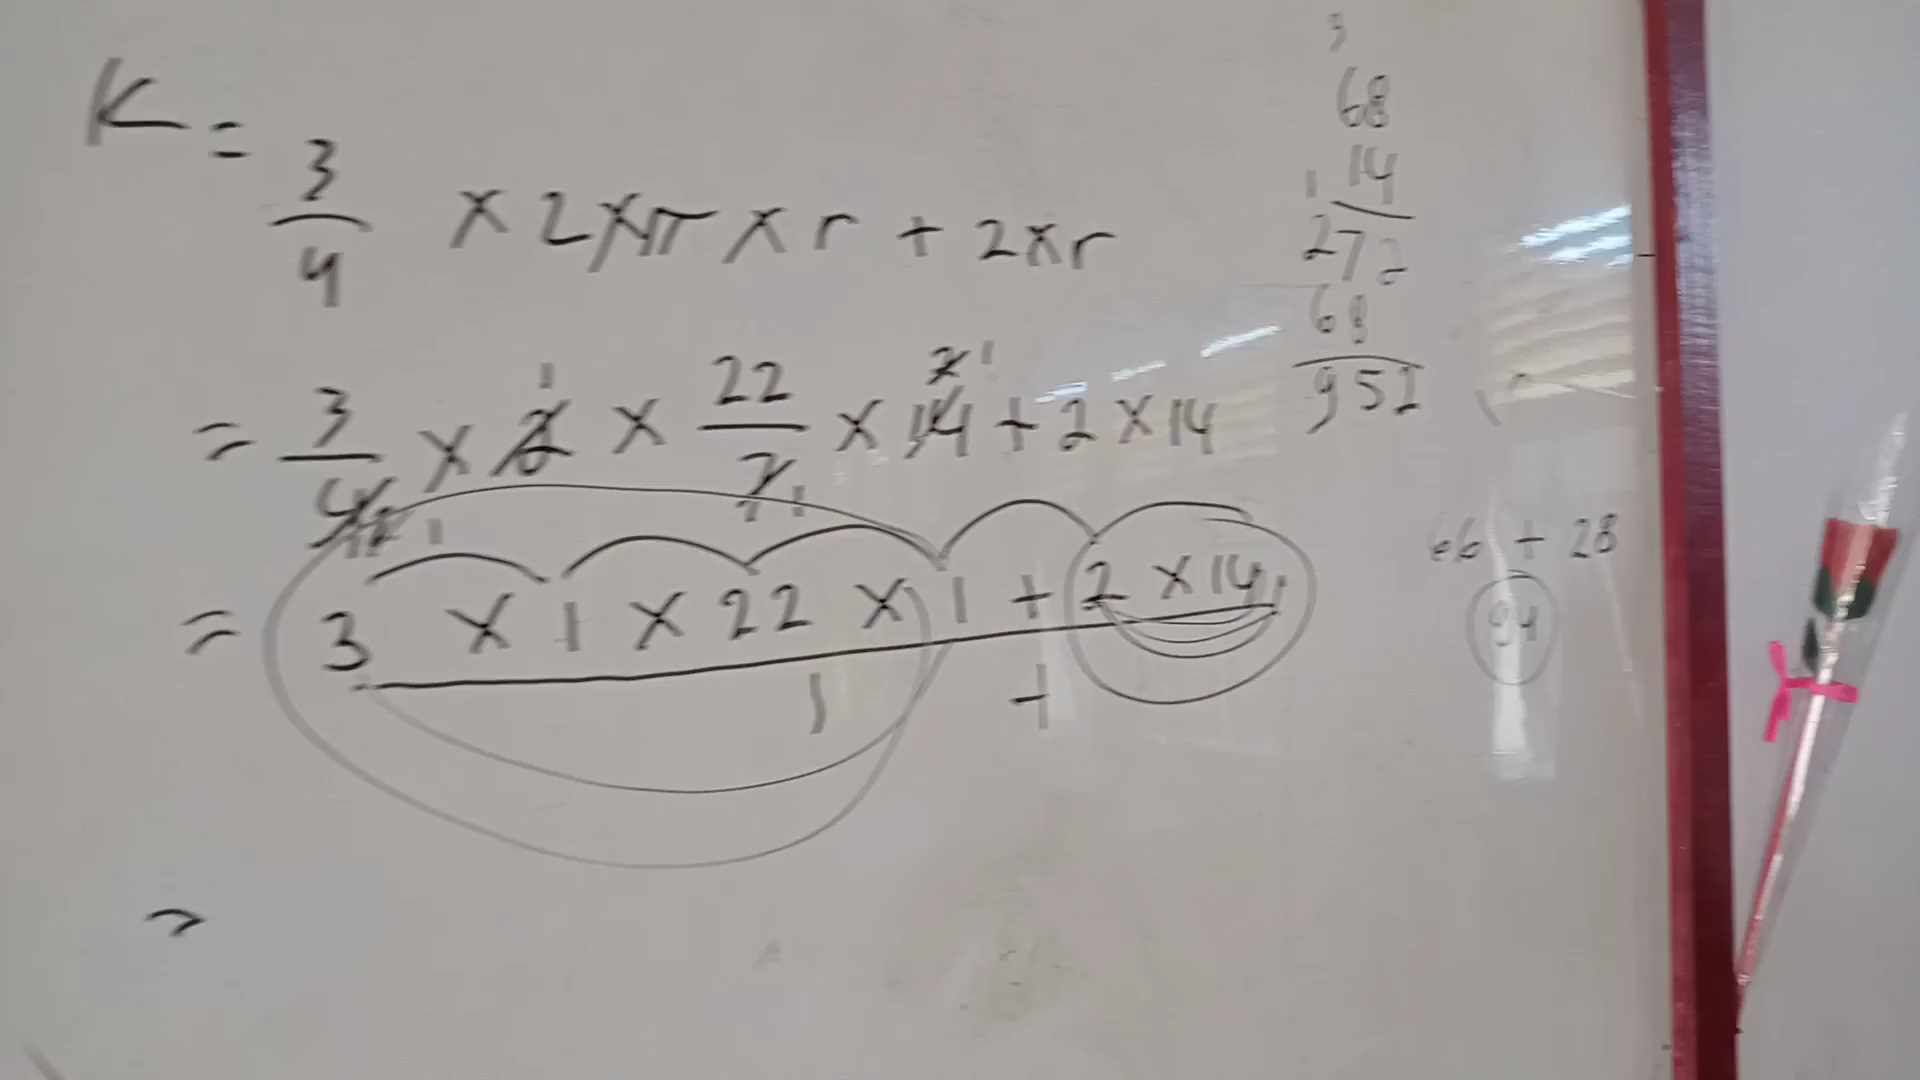 K = 3/4 × 2 × π × r + 2 × r
= 3/4 × 2 × 22/7 × 14 + 2 × 14
= 3 × 1 × 22 × 1 + 2 × 14
1 +
=
68
14
272
68
952
66 + 28
94